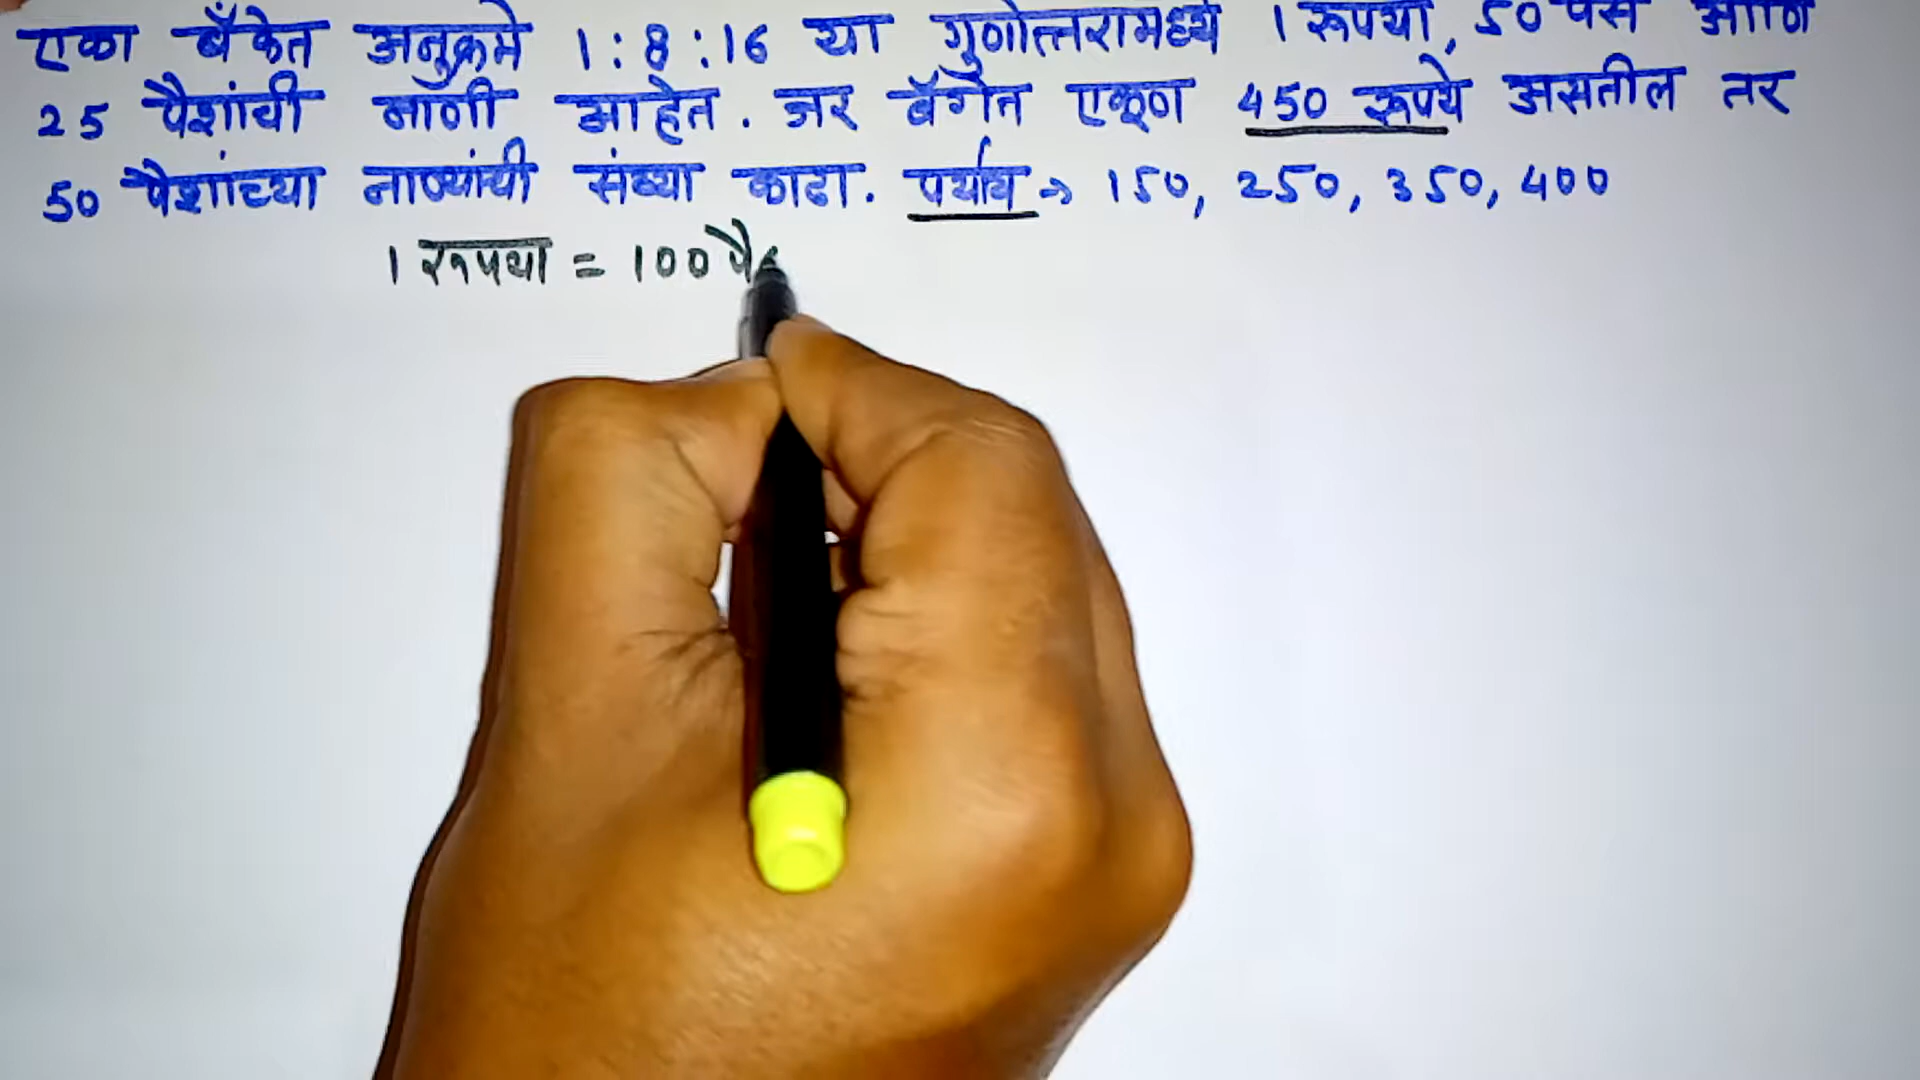 एका बँकेत अनुक्रमे 1 : 8 : 16 या गुणोत्तरामध्ये 1 रूपया, 50 पैसे आणि
25 पैशांची नाणी आहेत. जर बॅगेत एकूण 450 रूपये असतील तर
50 पैशांच्या नाण्यांची संख्या काढा. पर्याय → 150, 250, 350, 400
1 रूपया = 100 पै